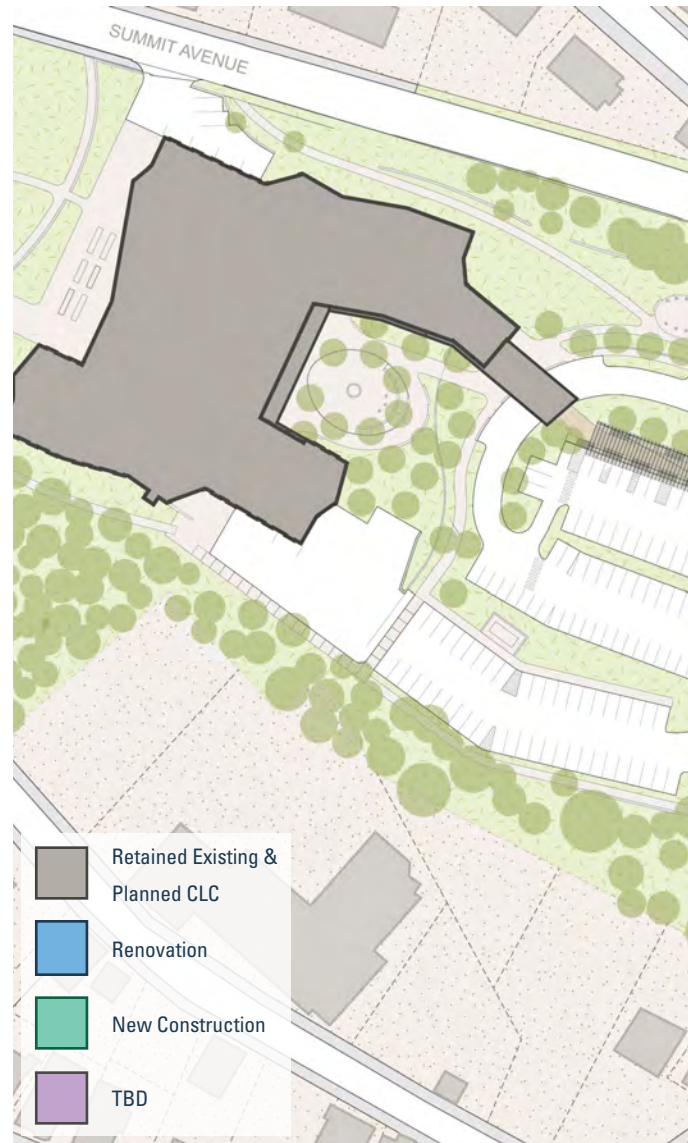 SUMMIT AVENUE
Retained Existing &
Planned CLC
Renovation
New Construction
TBD